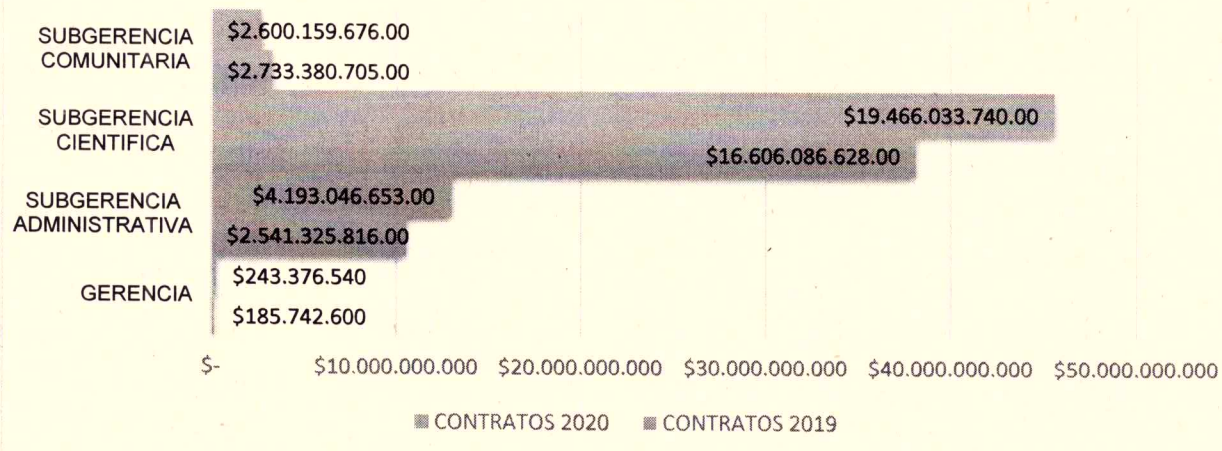 SUBGERENCIA
COMUNITARIA
$2.600.159.676.00
$2.733.380.705.00
SUBGERENCIA
CIENTIFICA
$19.466.033.740.00
$16.606.086.628.00
SUBGERENCIA
ADMINISTRATIVA
$4.193.046.653.00
$2.541.325.816.00
GERENCIA
$243.376.540
$185.742.600
$- $10.000.000.000 $20.000.000.000 $30.000.000.000 $40.000.000.000 $50.000.000.000
CONTRATOS 2020 CONTRATOS 2019